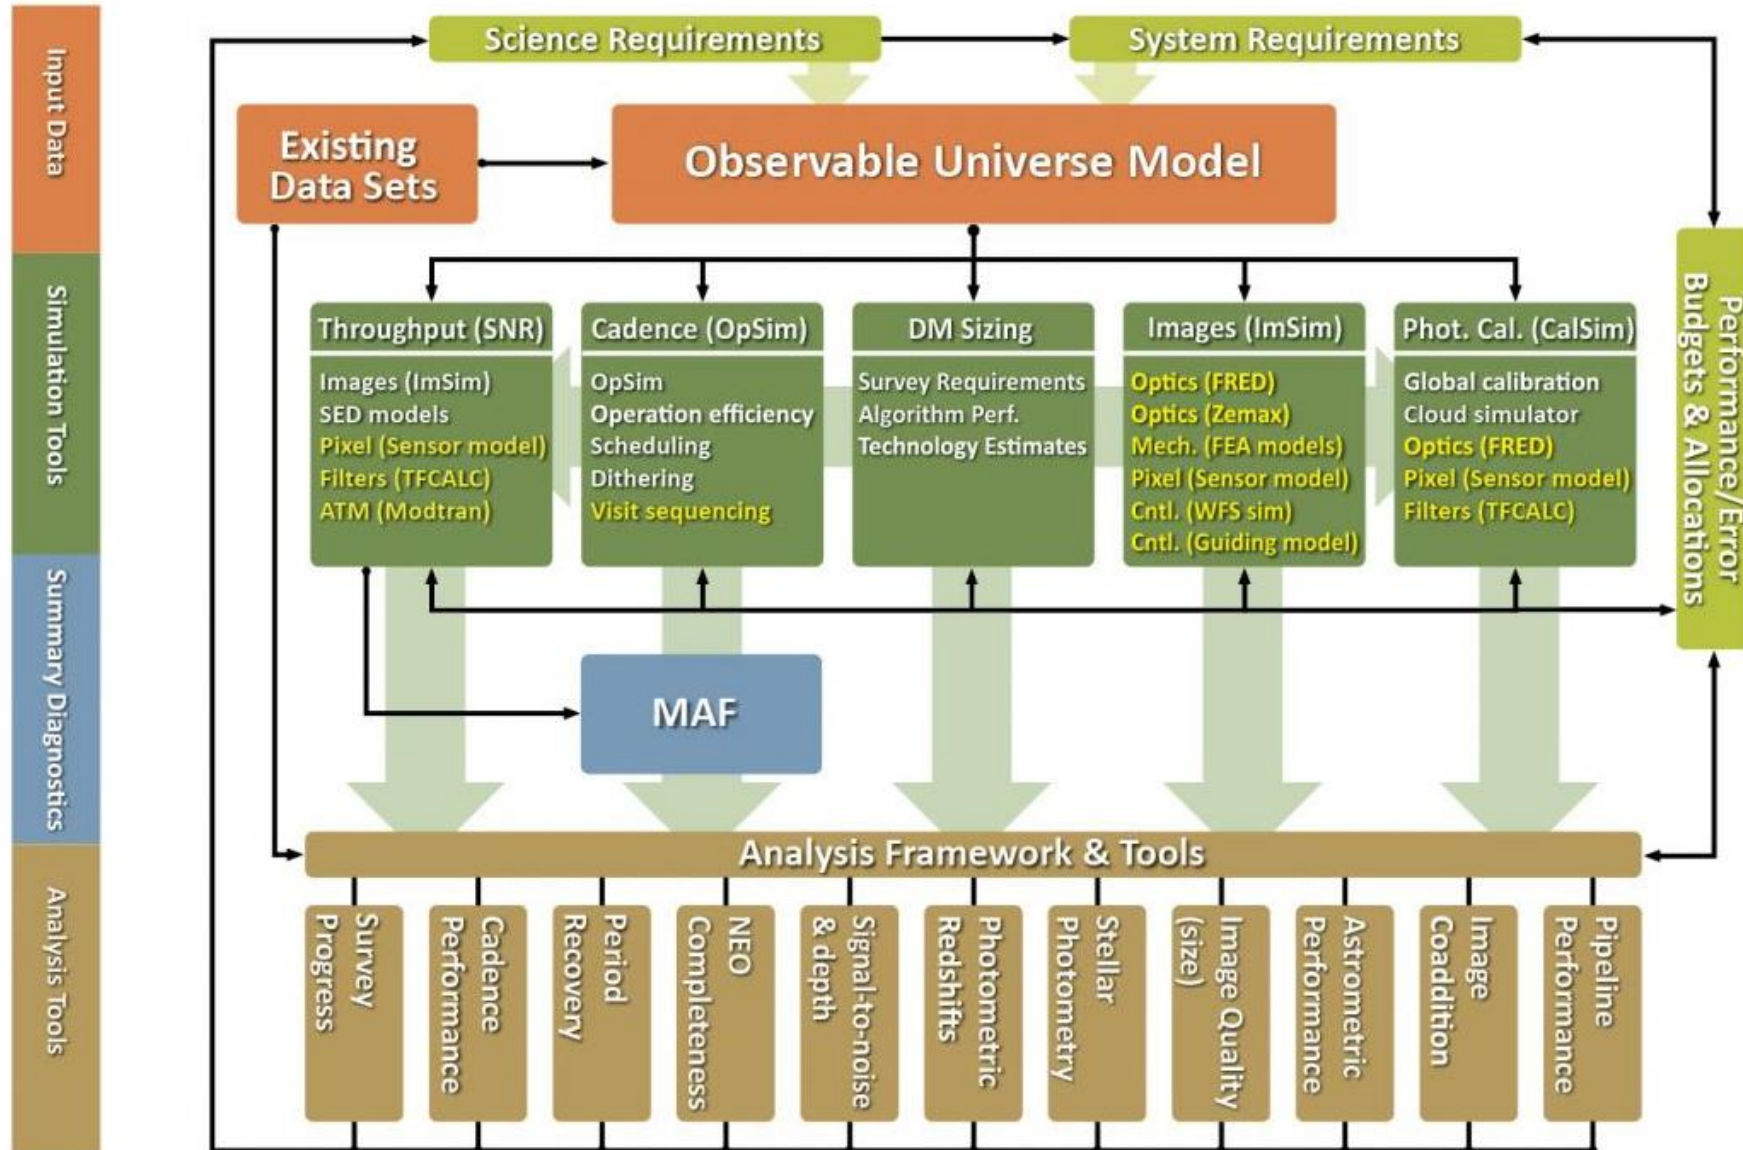 Input Data
Simulation Tools
Summary Diagnostics
Analysis Tools
Science Requirements
System Requirements
Existing
Data Sets
Observable Universe Model
Performance/Error
Budgets & Allocations
Throughput (SNR)
Images (ImSim)
SED models
Pixel (Sensor model)
Filters (TFCALC)
ATM (Modtran)
Cadence (OpSim)
OpSim
Operation efficiency
Scheduling
Dithering
Visit sequencing
DM Sizing
Survey Requirements
Algorithm Perf.
Technology Estimates
Images (ImSim)
Optics (FRED)
Optics (Zemax)
Mech. (FEA models)
Pixel (Sensor model)
Cntl. (WFS sim)
Cntl. (Guiding model)
Phot. Cal. (CalSim)
Global calibration
Cloud simulator
Optics (FRED)
Pixel (Sensor model)
Filters (TFCALC)
MAF
Analysis Framework & Tools
Survey
Progress
Cadence
Performance
Period
Recovery
NEO
Completeness
Signal-to-noise
& depth
Photometric
Redshifts
Stellar
Photometry
Image Quality
(size)
Astrometric
Performance
Image
Coaddition
Pipeline
Performance